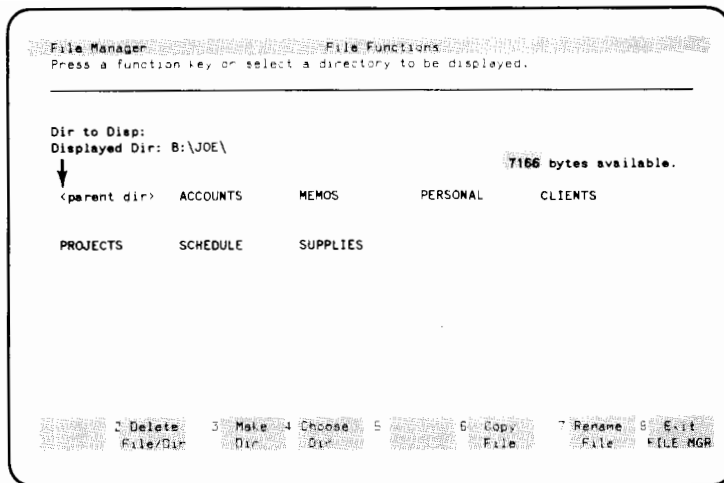 File Manager File Functions
Press a function key or select a directory to be displayed.
Dir to Disp:
Displayed Dir: B:\JOE\
7166 bytes available.
<parent dir> ACCOUNTS MEMOS PERSONAL CLIENTS
PROJECTS SCHEDULE SUPPLIES
2 Delete 3 Make 4 Choose 5 6 Copy 7 Rename 8 Exit
File/Dir Dir Dir File File FILE MGR